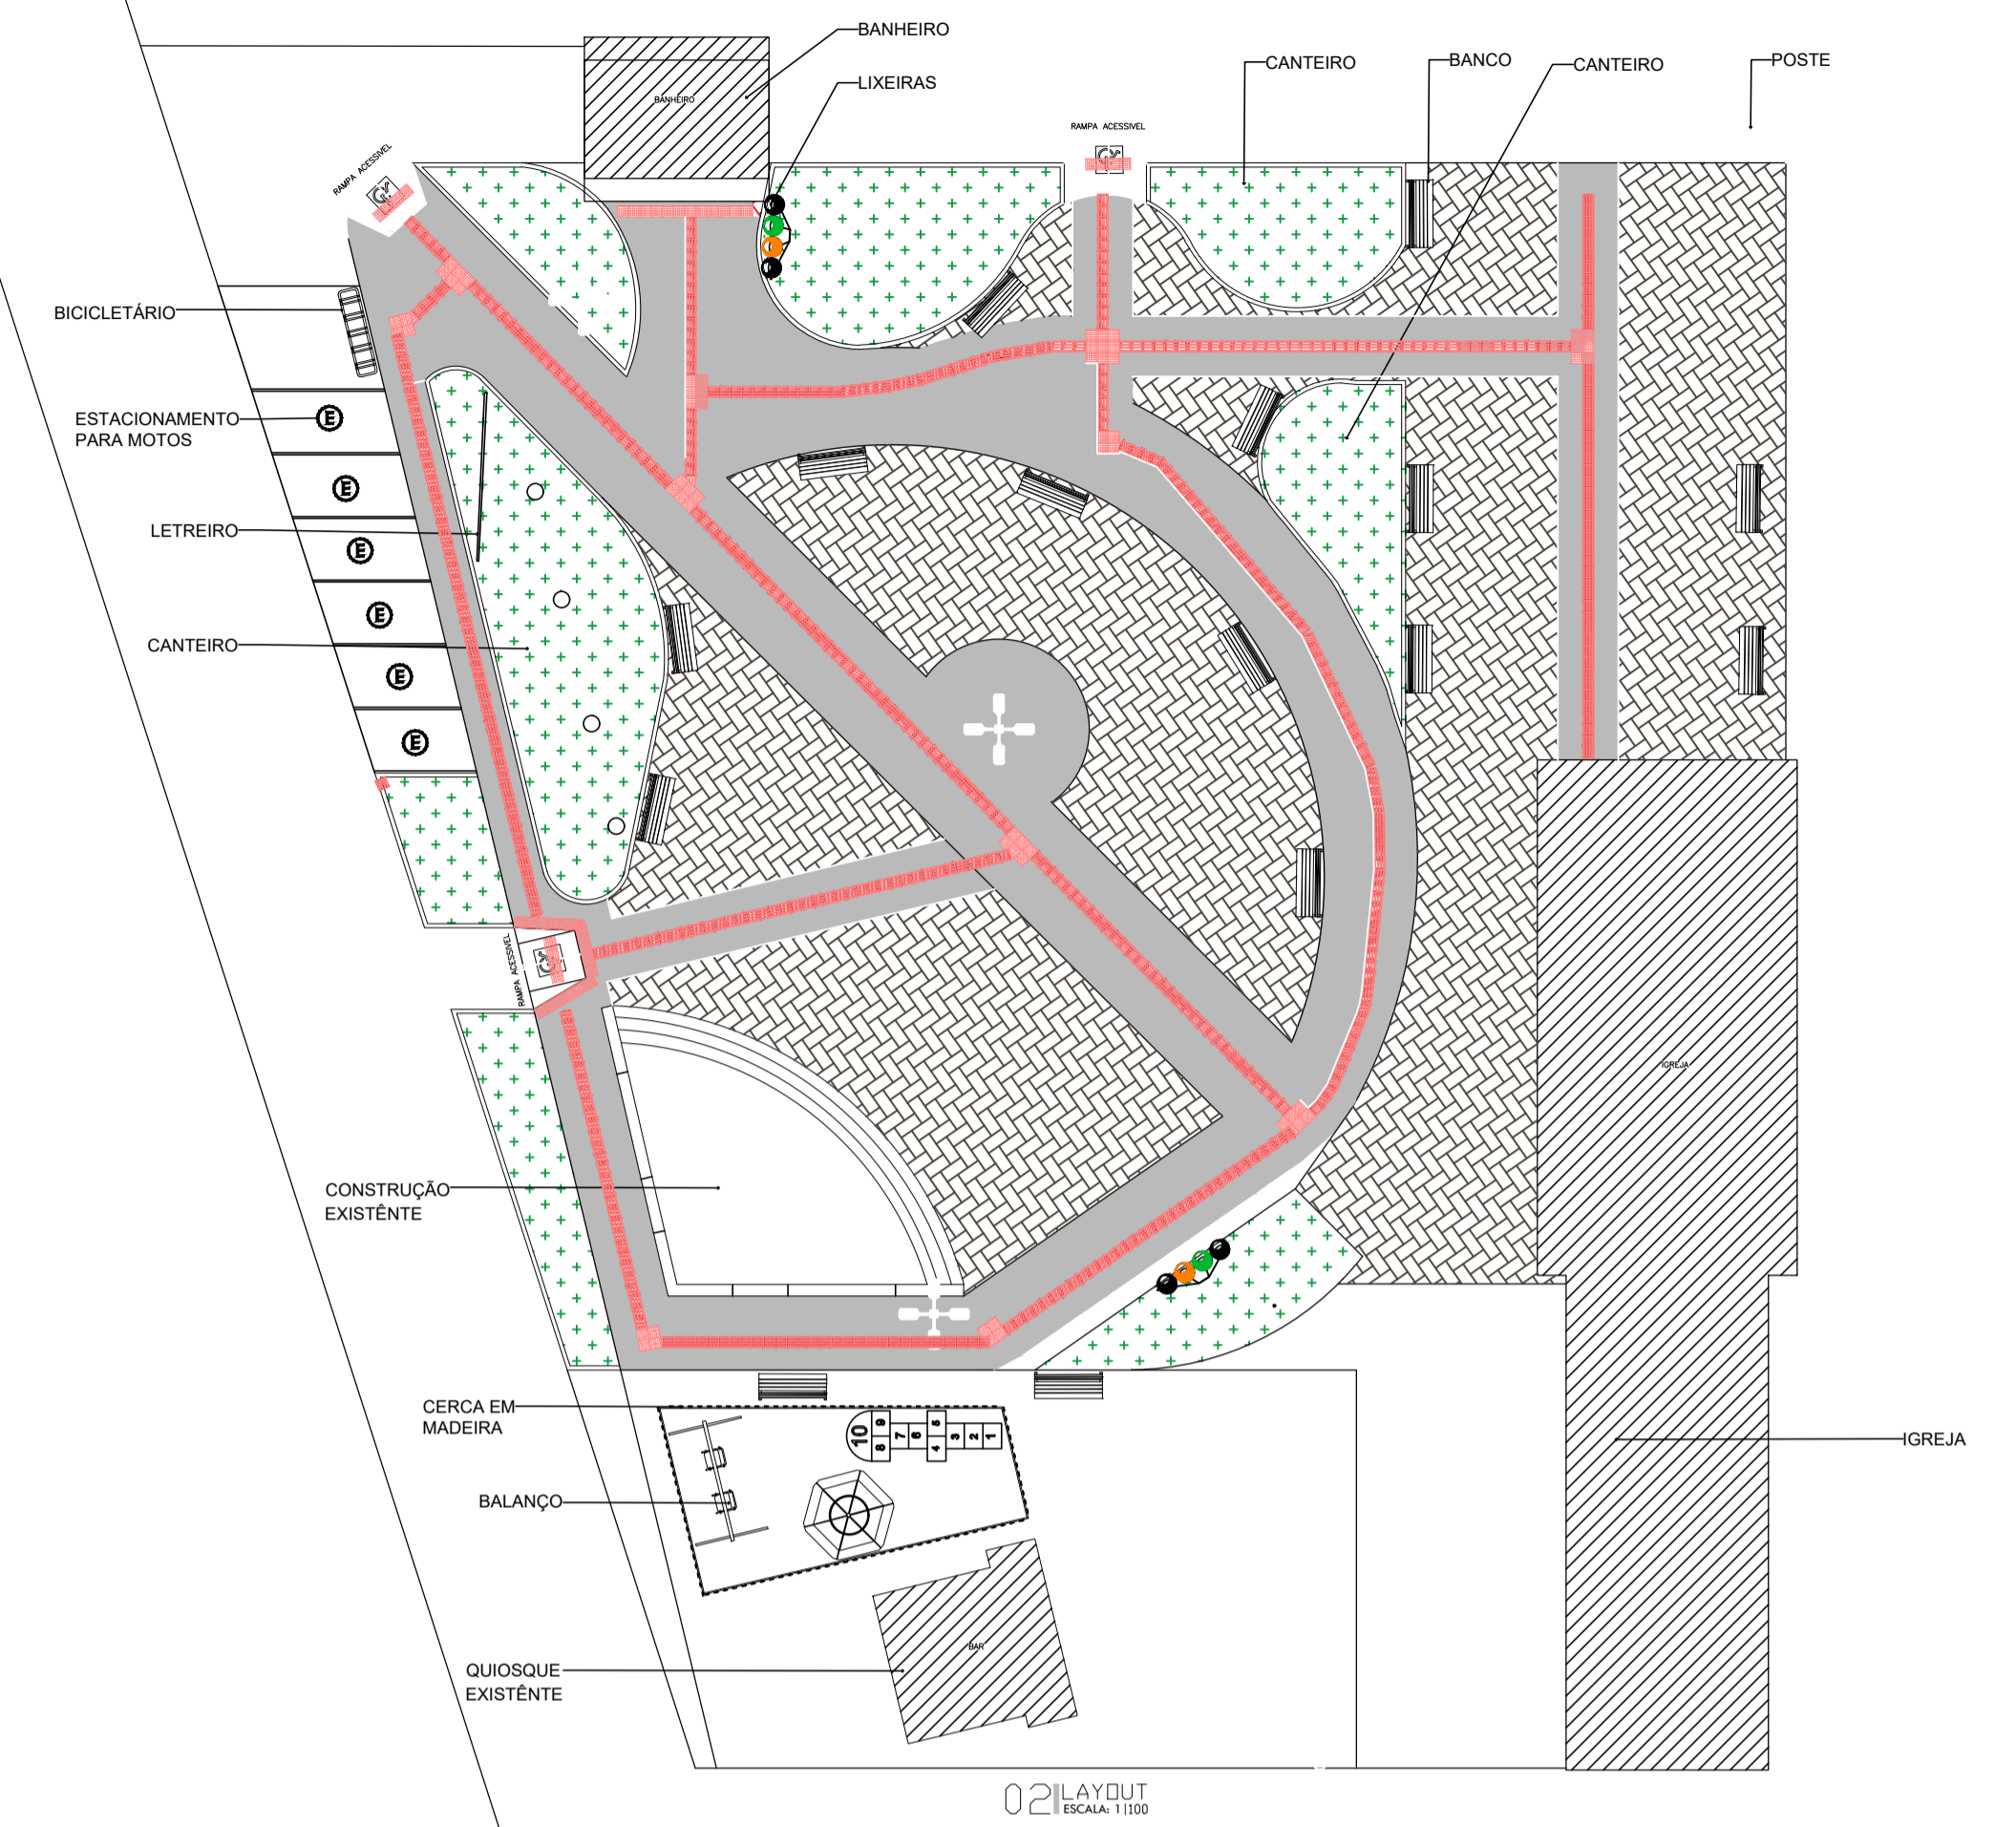 BANHEIRO
LIXEIRAS
CANTEIRO
BANCO
CANTEIRO
POSTE
BANHEIRO
RAMPA ACESSIVEL
RAMPA ACESSIVEL
BICICLETÁRIO
ESTACIONAMENTO
PARA MOTOS
E
E
E
E
E
E
LETREIRO
CANTEIRO
RAMPA ACESSIVEL
IGREJA
CONSTRUÇÃO
EXISTÊNTE
CERCA EM
MADEIRA
10 9 8 7 6 5 4 3 2 1
IGREJA
BALANÇO
BAR
QUIOSQUE
EXISTÊNTE
02 LAYOUT
ESCALA: 1|100